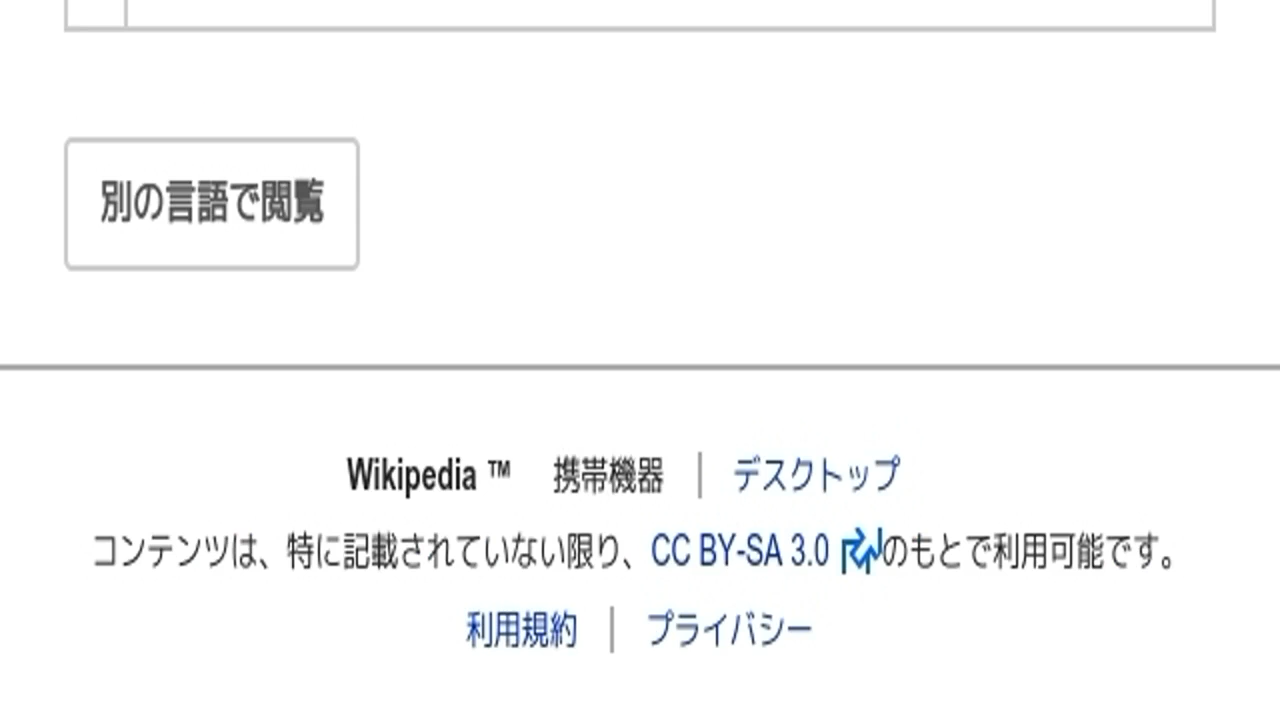 別の言語で閲覧
Wikipedia ™ 携帯機器 | デスクトップ
コンテンツは、特に記載されていない限り、CC BY-SA 3.0 のもとで利用可能です。
利用規約 | プライバシー